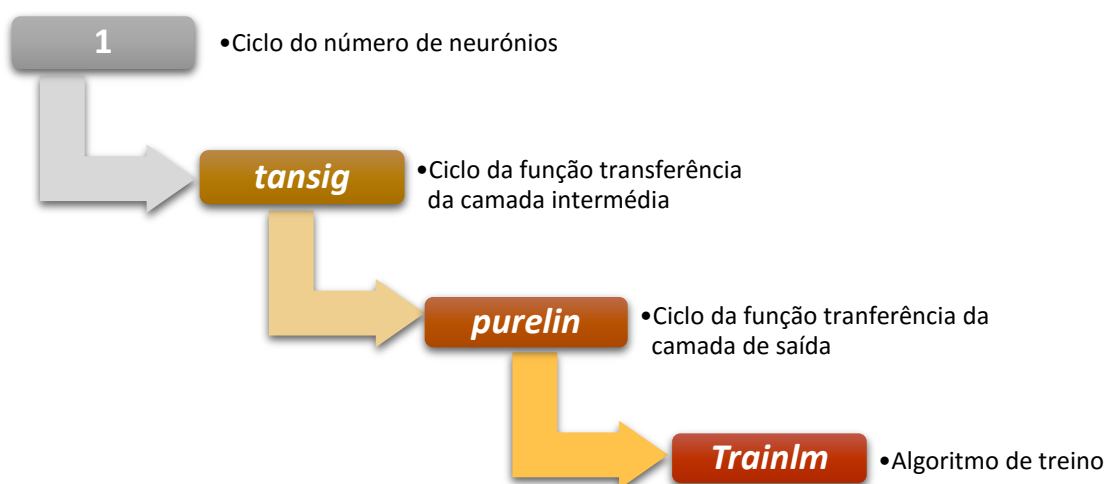 1
•Ciclo do número de neurónios
tansig
•Ciclo da função transferência
da camada intermédia
purelin
•Ciclo da função tranferência da
camada de saída
Trainlm
•Algoritmo de treino